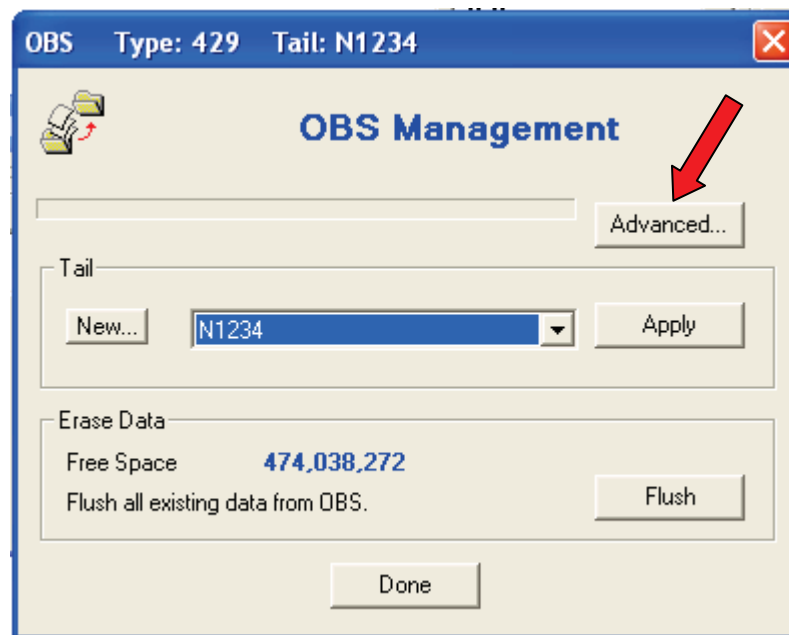 OBS Type: 429 Tail: N1234
OBS Management
Advanced...
Tail
New... N1234 Apply
Erase Data
Free Space 474,038,272
Flush all existing data from OBS. Flush
Done